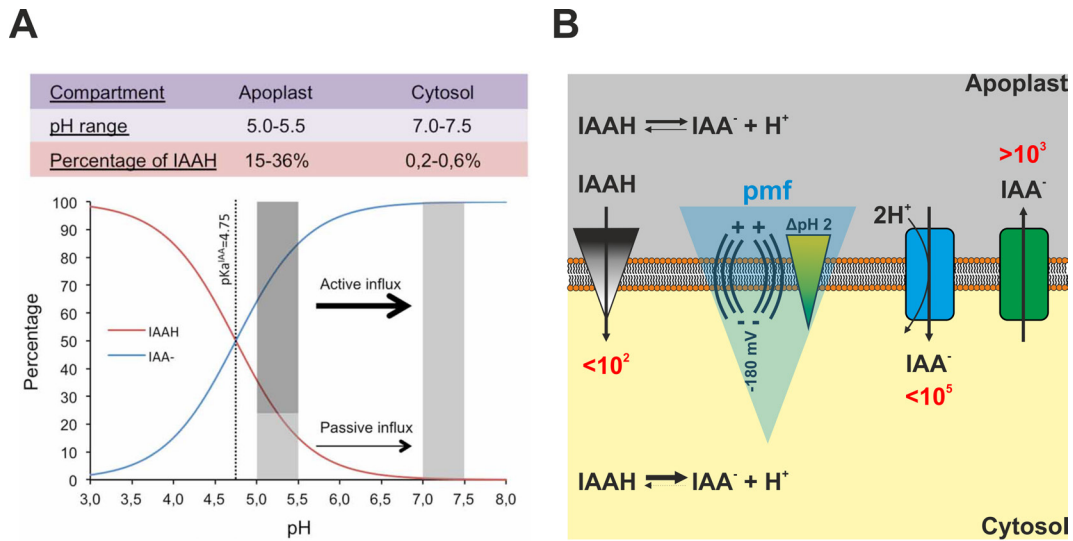 A
Compartment Apoplast Cytosol
pH range 5.0-5.5 7.0-7.5
Percentage of IAAH 15-36% 0,2-0,6%
Percentage
100
90
80
70
60
50
40
30
20
10
0
pKaᴵᴬᴬ=4.75
IAAH
IAA-
Active influx
Passive influx
3,0 3,5 4,0 4,5 5,0 5,5 6,0 6,5 7,0 7,5 8,0
pH
B
Apoplast
IAAH IAA⁻ + H⁺
IAAH
<10²
pmf
+ +
ΔpH 2
- -
-180 mV
2H⁺
IAA⁻
<10⁵
>10³
IAA⁻
IAAH IAA⁻ + H⁺
Cytosol